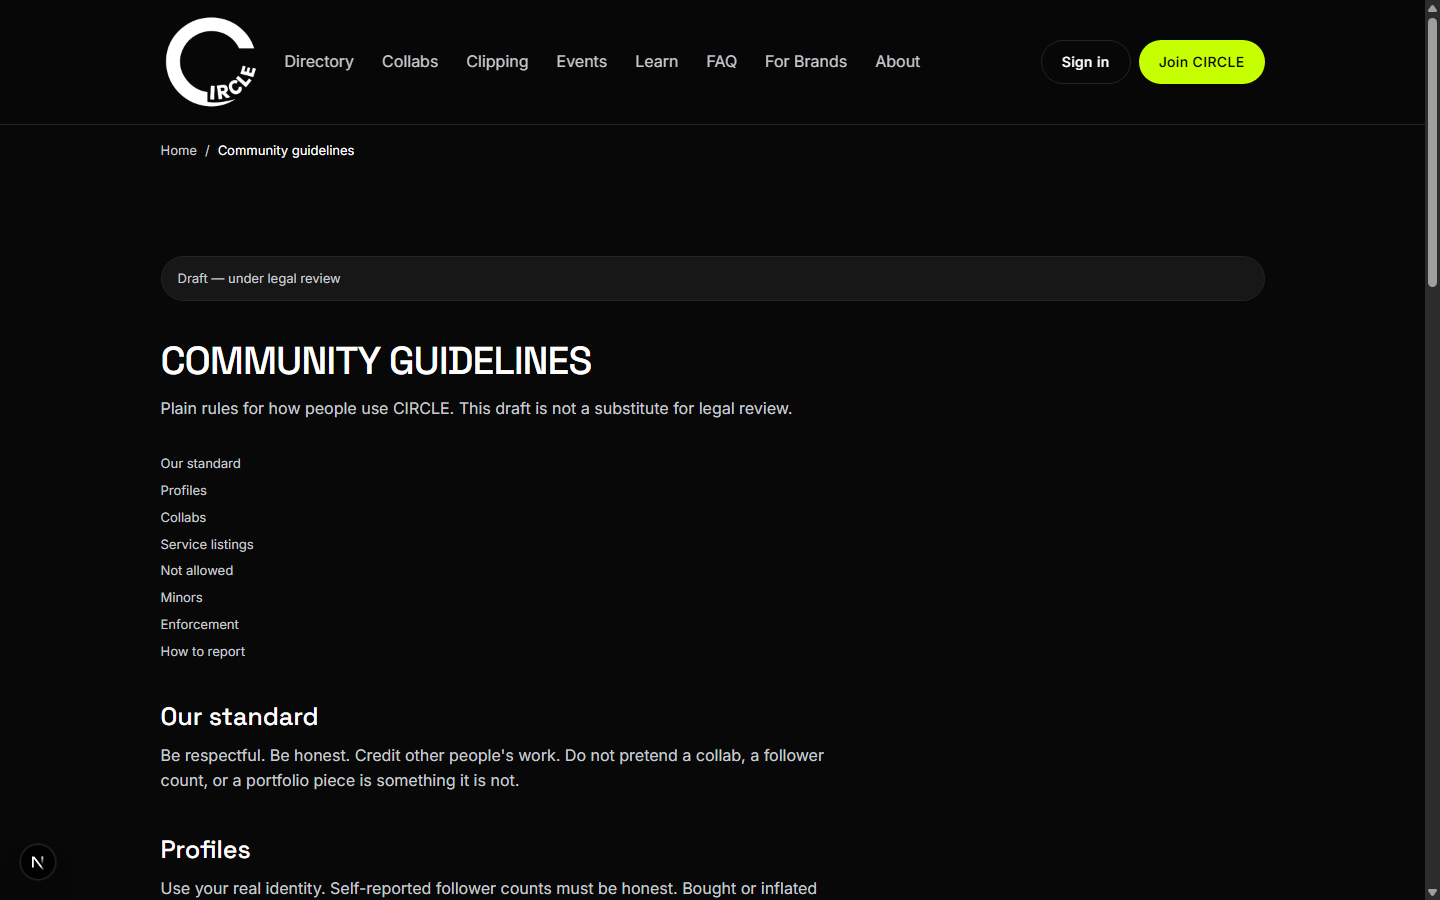 CIRCLE
Directory
Collabs
Clipping
Events
Learn
FAQ
For Brands
About
Sign in
Join CIRCLE
Home / Community guidelines
Draft — under legal review
COMMUNITY GUIDELINES
Plain rules for how people use CIRCLE. This draft is not a substitute for legal review.
Our standard
Profiles
Collabs
Service listings
Not allowed
Minors
Enforcement
How to report
Our standard
Be respectful. Be honest. Credit other people's work. Do not pretend a collab, a follower
count, or a portfolio piece is something it is not.
Profiles
Use your real identity. Self-reported follower counts must be honest. Bought or inflated
N